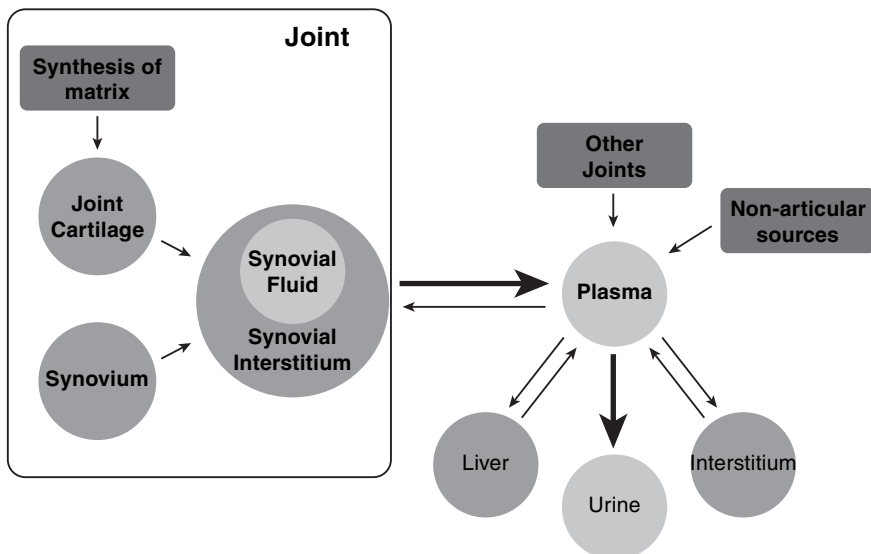 Joint
Synthesis of
matrix
Joint
Cartilage
Synovium
Synovial
Fluid
Synovial
Interstitium
Other
Joints
Non-articular
sources
Plasma
Liver
Urine
Interstitium